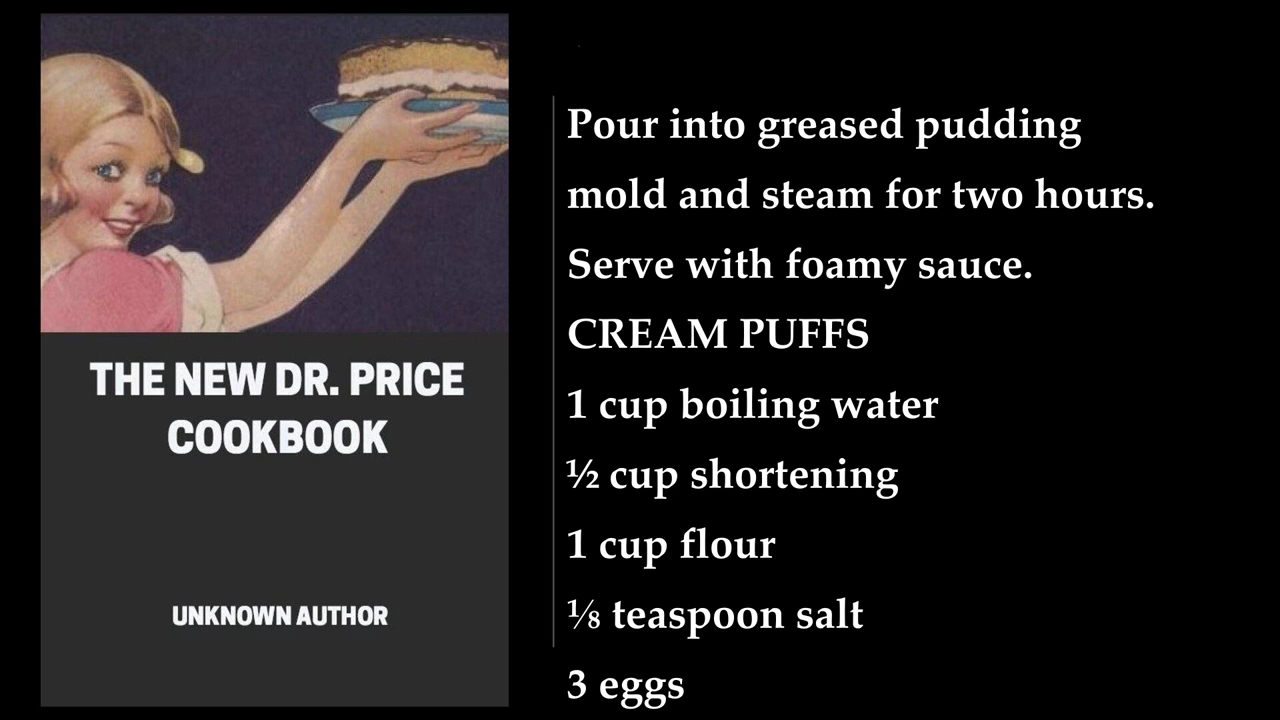 THE NEW DR. PRICE
COOKBOOK
UNKNOWN AUTHOR
Pour into greased pudding
mold and steam for two hours.
Serve with foamy sauce.
CREAM PUFFS
1 cup boiling water
½ cup shortening
1 cup flour
⅛ teaspoon salt
3 eggs